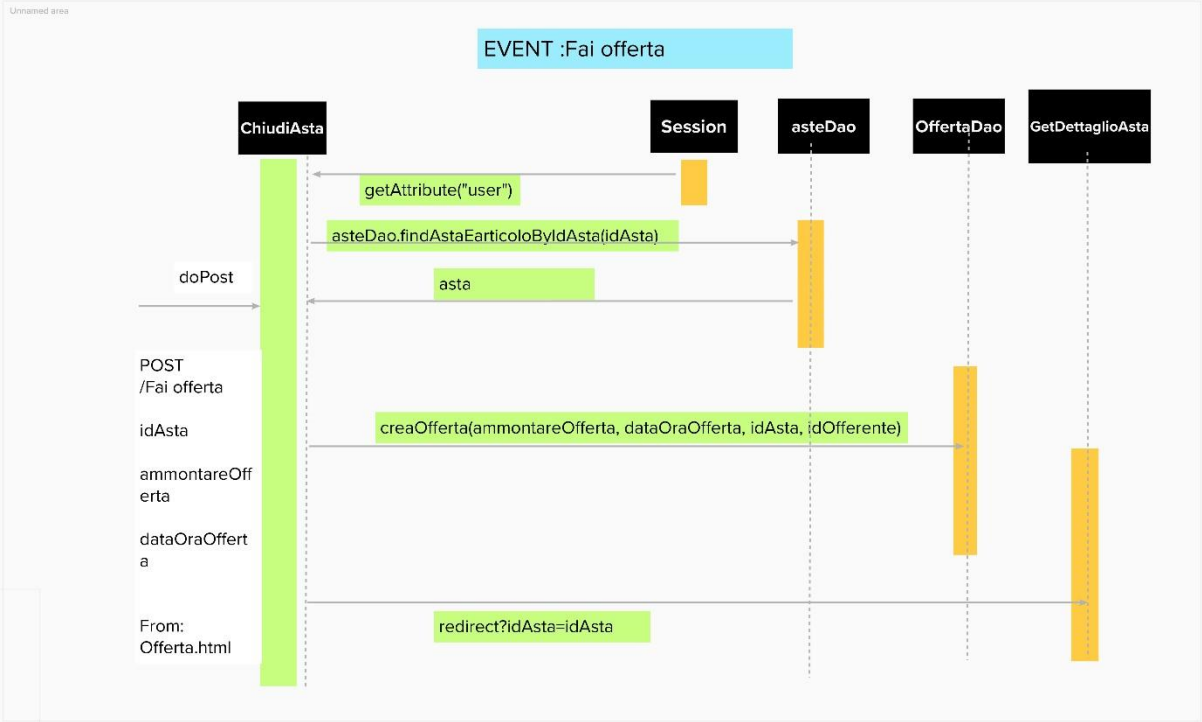 Unnamed area
EVENT :Fai offerta
ChiudiAsta
Session
asteDao
OffertaDao
GetDettaglioAsta
getAttribute("user")
asteDao.findAstaEarticoloByIdAsta(idAsta)
doPost
asta
POST
/Fai offerta
idAsta
ammontareOff
erta
dataOraOffert
a
From:
Offerta.html
creaOfferta(ammontareOfferta, dataOraOfferta, idAsta, idOfferente)
redirect?idAsta=idAsta